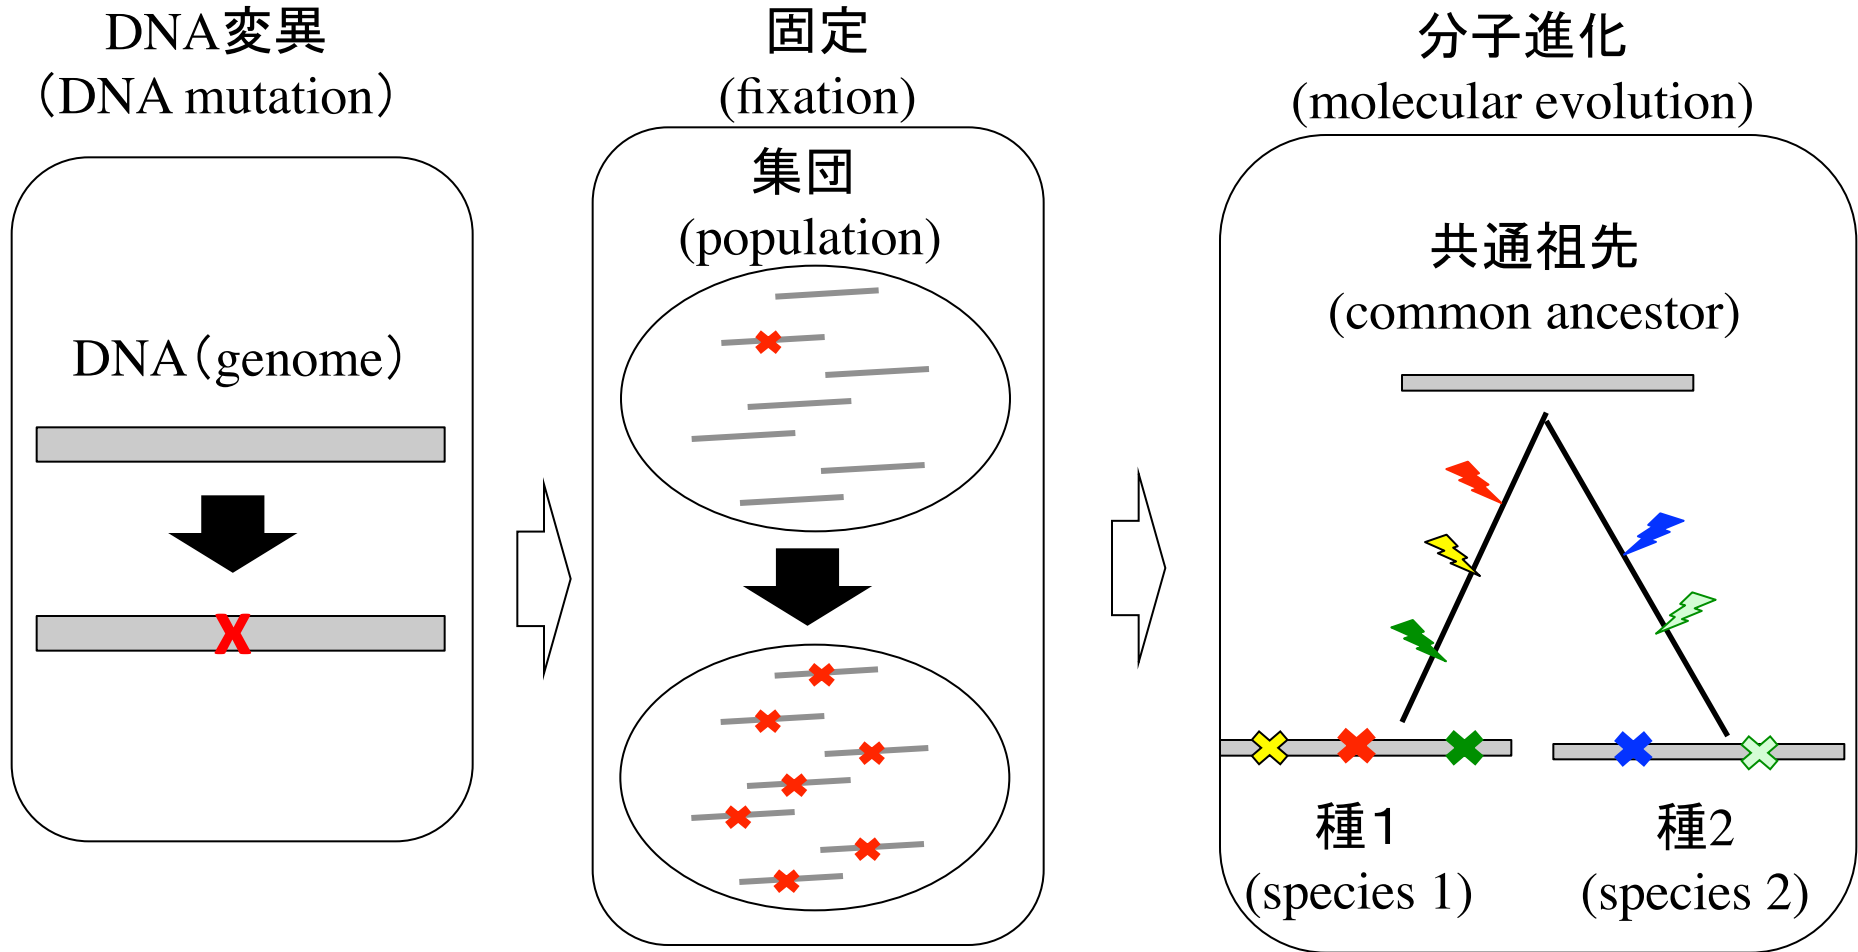 DNA変異
（DNA mutation）
DNA（genome）
固定
(fixation)
集団
(population)
分子進化
(molecular evolution)
共通祖先
(common ancestor)
種１
(species 1)
種2
(species 2)